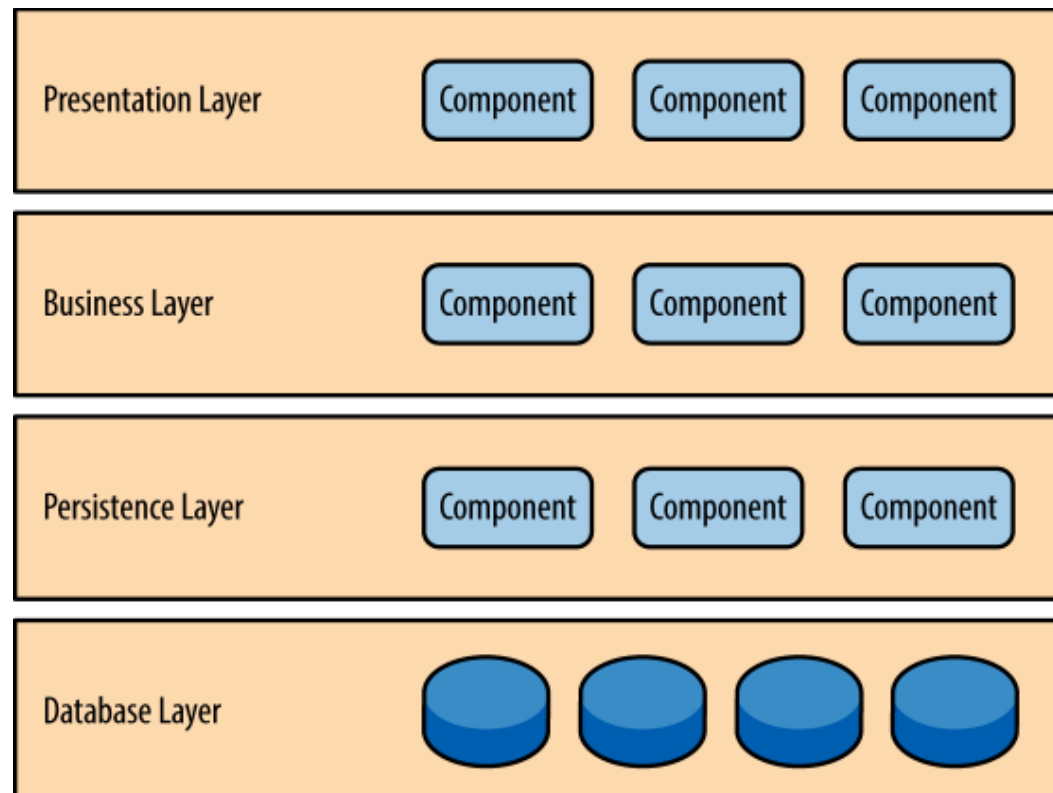 Presentation Layer Component Component Component
Business Layer Component Component Component
Persistence Layer Component Component Component
Database Layer